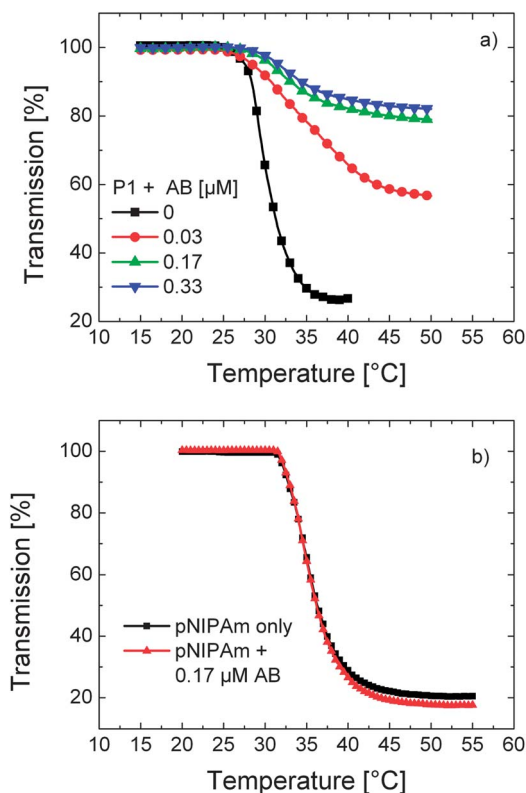 a)
100
80
60
40
20
Transmission [%]
P1 + AB [µM]
0
0.03
0.17
0.33
10 15 20 25 30 35 40 45 50 55
Temperature [°C]
b)
100
80
60
40
20
Transmission [%]
pNIPAm only
pNIPAm +
0.17 µM AB
10 15 20 25 30 35 40 45 50 55 60
Temperature [°C]